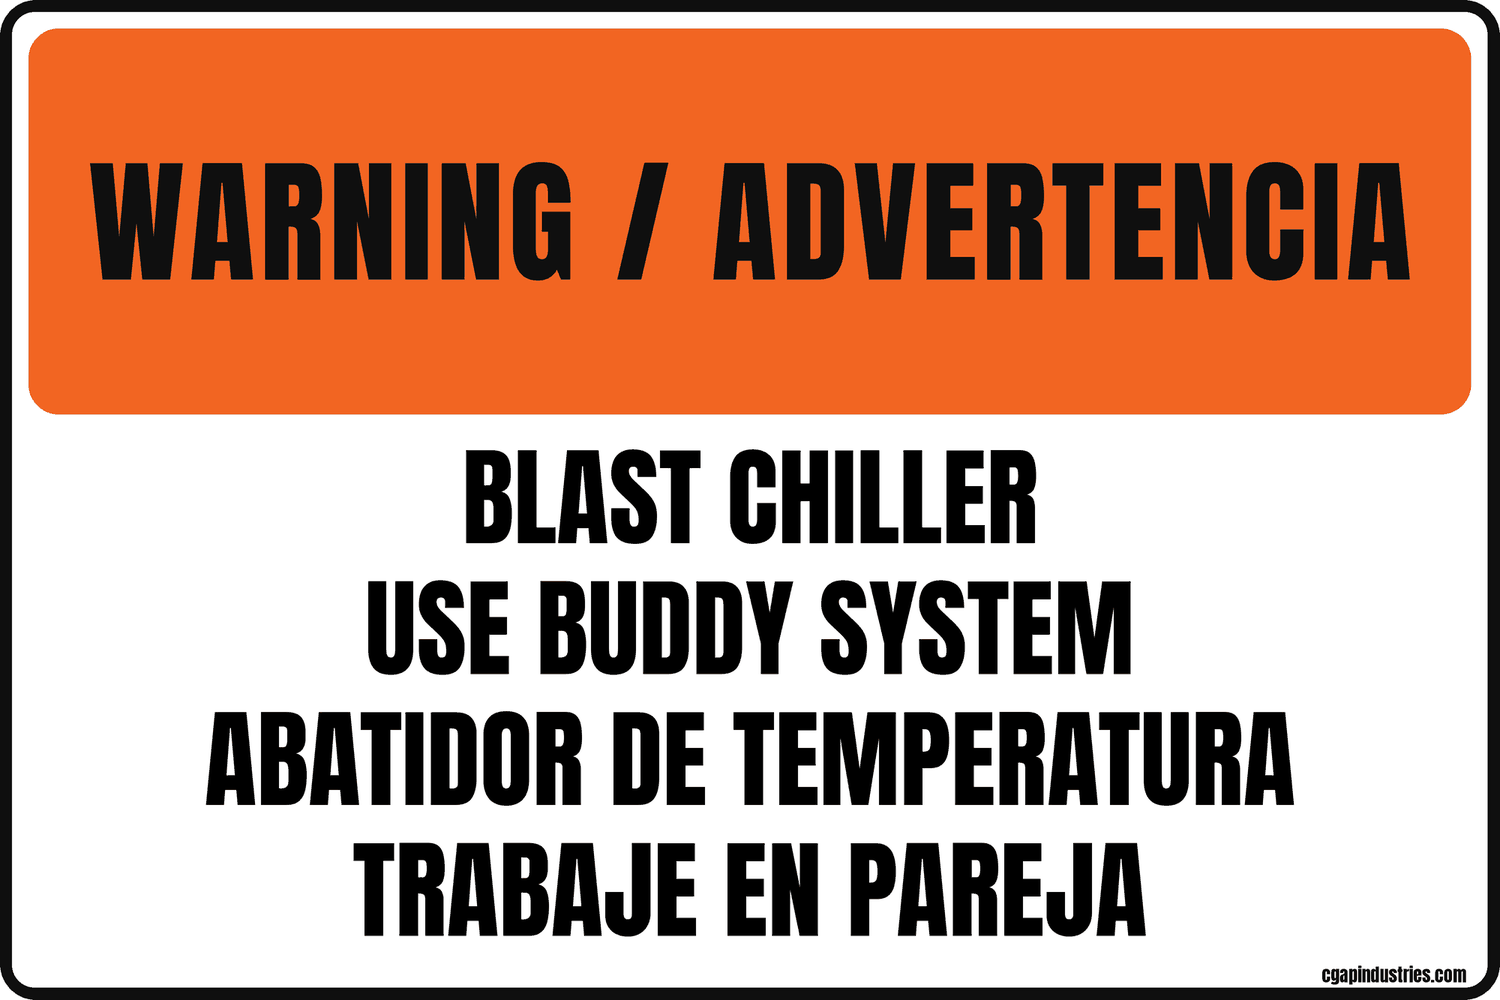 WARNING / ADVERTENCIA
BLAST CHILLER
USE BUDDY SYSTEM
ABATIDOR DE TEMPERATURA
TRABAJE EN PAREJA
cgapindustries.com